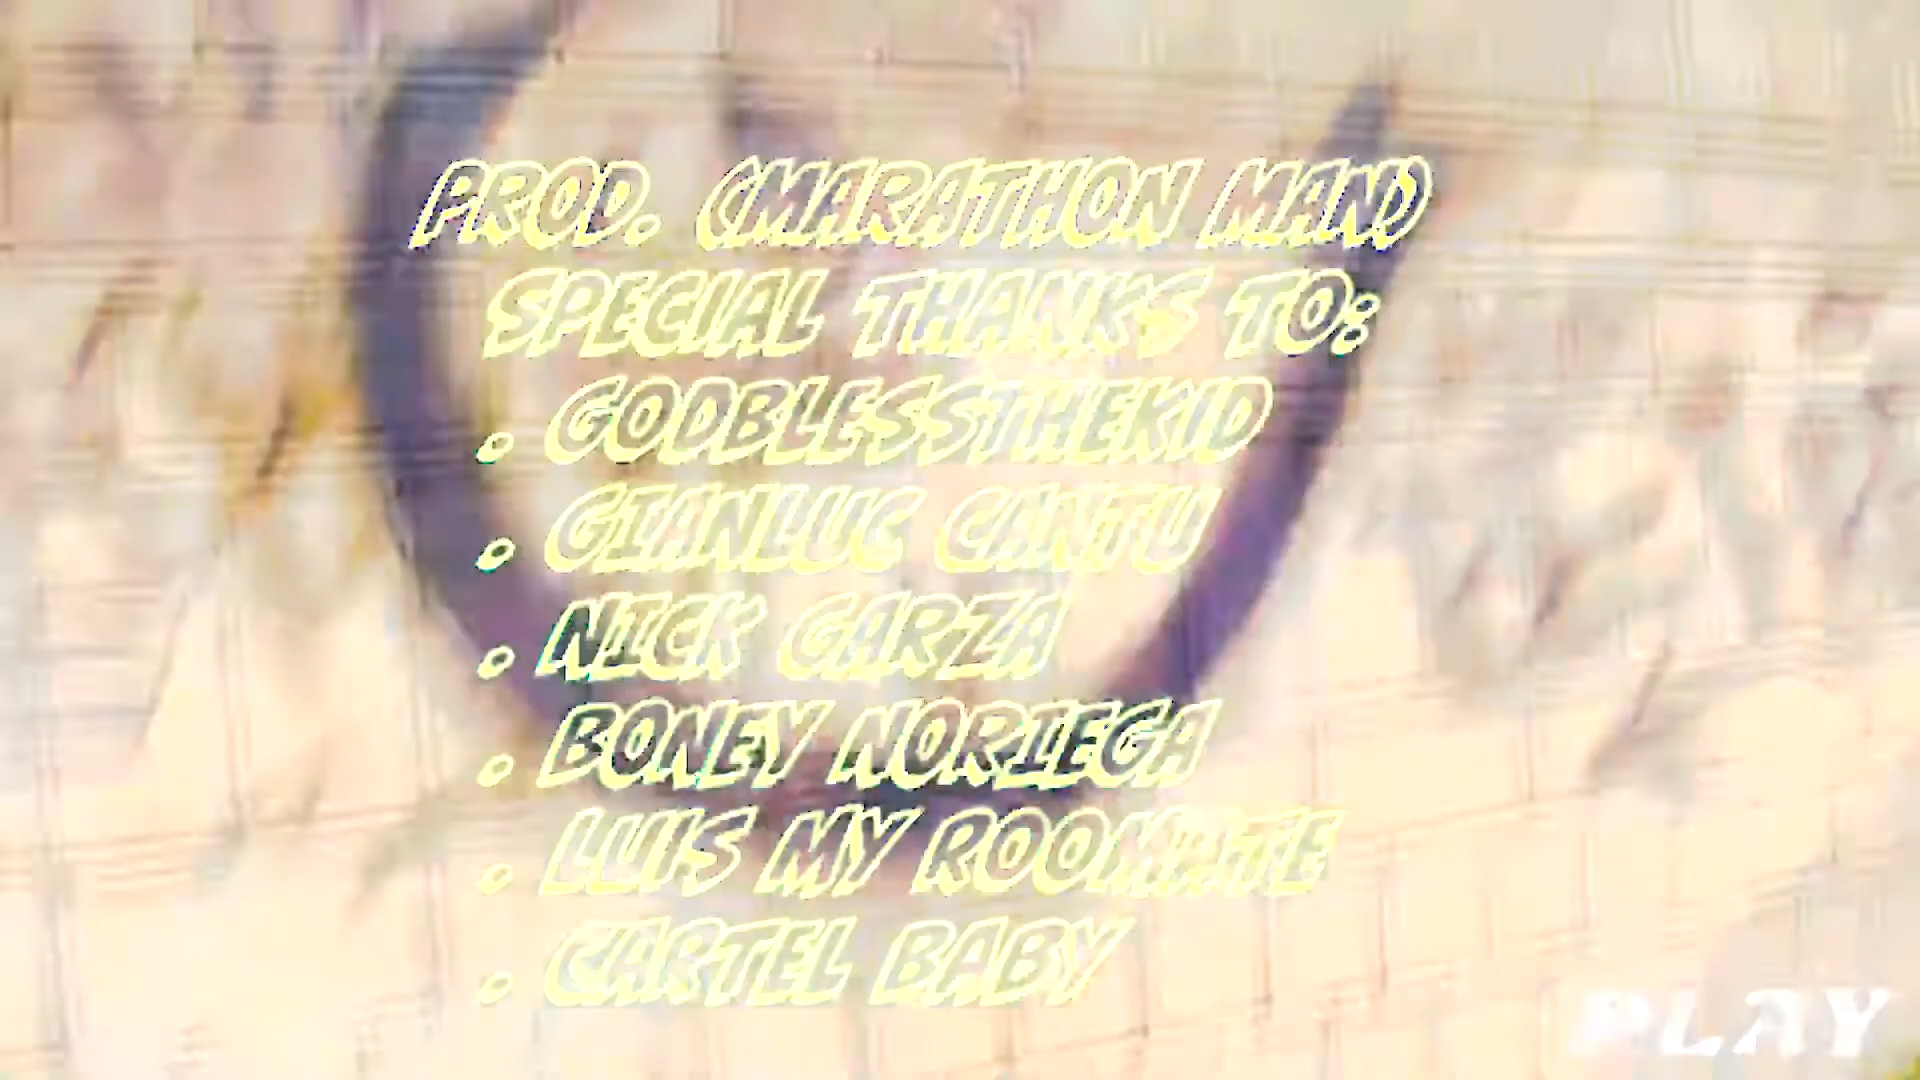 PROD. (MARATHON MAN)
SPECIAL THANKS TO:
. GODBLESSTHEKID
. GIANLUC CANTU
. NICK GARZA
. BONEY NORIEGA
. LUIS MY ROOMATE
. CARTEL BABY
PLAY